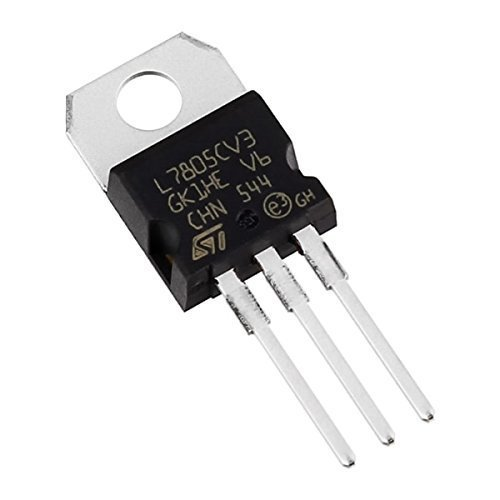 L7805CV3
GK1HE V6
CHN 544
ST e3 GH